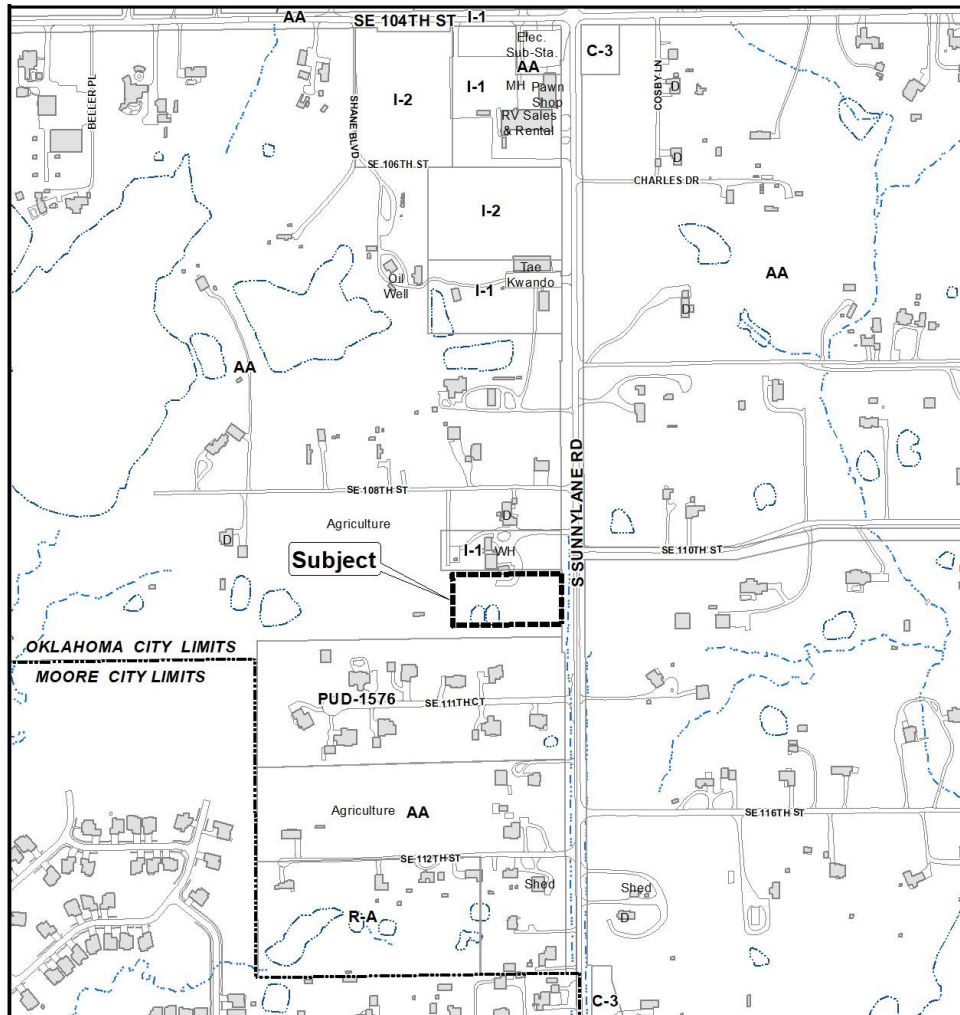 AA
SE 104TH ST
I-1
Elec.
Sub-Sta.
AA
C-3
BELLER PL
SHANE BLVD
I-2
I-1
MH
Pawn
Shop
RV Sales
& Rental
COSBY LN
D
D
SE 106TH ST
CHARLES DR
I-2
AA
Tae
Kwando
Oil
Well
I-1
D
AA
S SUNNYLANE RD
SE 108TH ST
Agriculture
D
D
I-1
WH
SE 110TH ST
Subject
OKLAHOMA CITY LIMITS
MOORE CITY LIMITS
PUD-1576
SE 111TH CT
Agriculture
AA
SE 116TH ST
SE 112TH ST
Shed
Shed
D
R-A
C-3